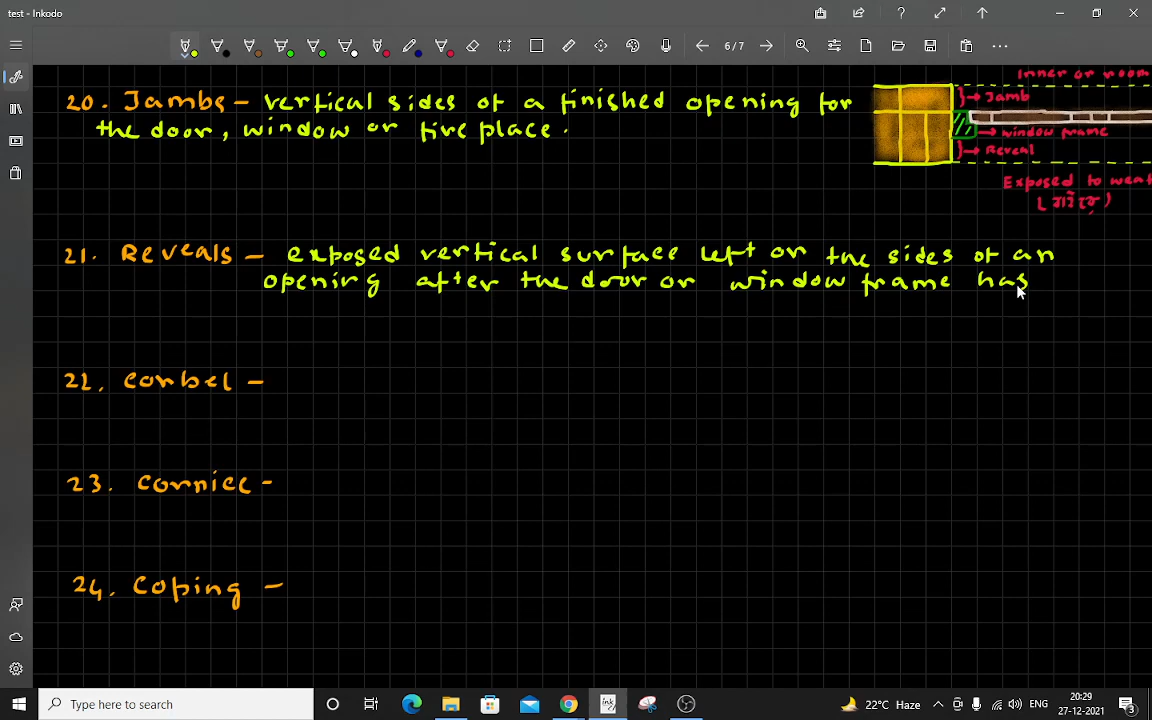 test - Inkodo
6/7
20. Jambs - vertical sides of a finished opening for
the door, window or fire place.
Inner or room
Jamb
window frame
Reveal
Exposed to weat
21. Reveals - exposed vertical surface left on the sides of an
opening after the door or window frame has
22. Corbel -
23. Cornice -
24. Coping -
Type here to search
22°C Haze
ENG
20:29
27-12-2021
3